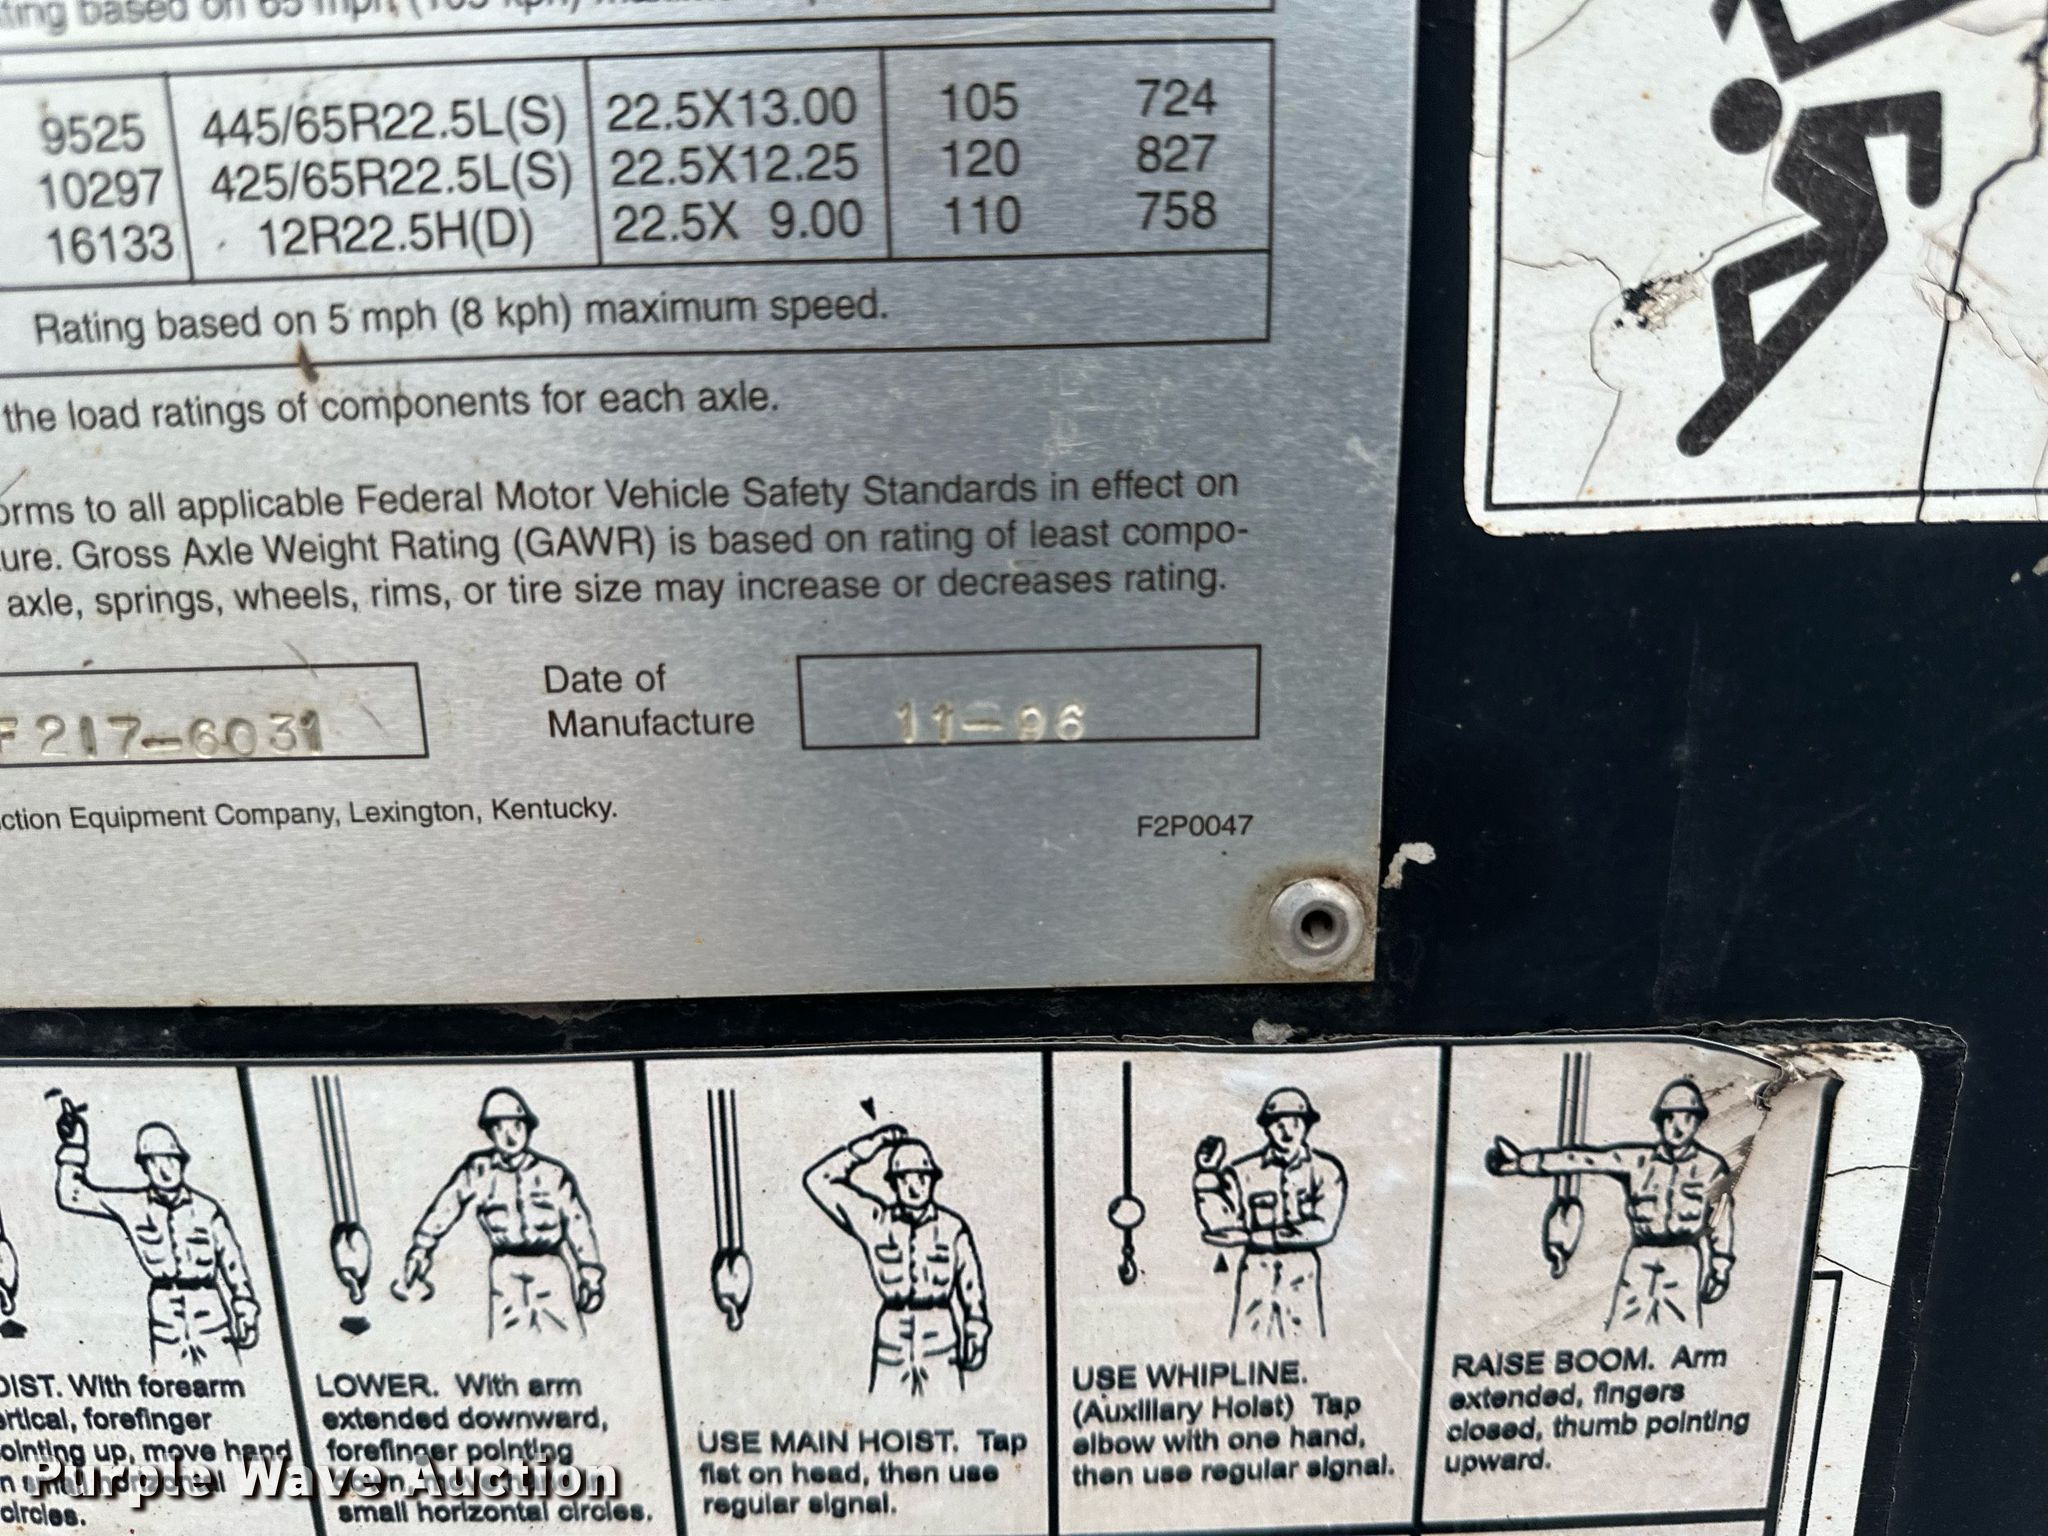 based on 65 mph
9525 445/65R22.5L(S) 22.5X13.00 105 724
10297 425/65R22.5L(S) 22.5X12.25 120 827
16133 12R22.5H(D) 22.5X 9.00 110 758
Rating based on 5 mph (8 kph) maximum speed.
the load ratings of components for each axle.
orms to all applicable Federal Motor Vehicle Safety Standards in effect on
ure. Gross Axle Weight Rating (GAWR) is based on rating of least compo-
axle, springs, wheels, rims, or tire size may increase or decreases rating.
F217-6031
Date of
Manufacture
11-96
ction Equipment Company, Lexington, Kentucky.
F2P0047
OIST. With forearm
ertical, forefinger
ointing up, move hand
circles.
LOWER. With arm
extended downward,
forefinger pointing
small horizontal circles.
USE MAIN HOIST. Tap
fist on head, then use
regular signal.
USE WHIPLINE.
(Auxiliary Hoist) Tap
elbow with one hand,
then use regular signal.
RAISE BOOM. Arm
extended, fingers
closed, thumb pointing
upward.
Purple Wave Auction